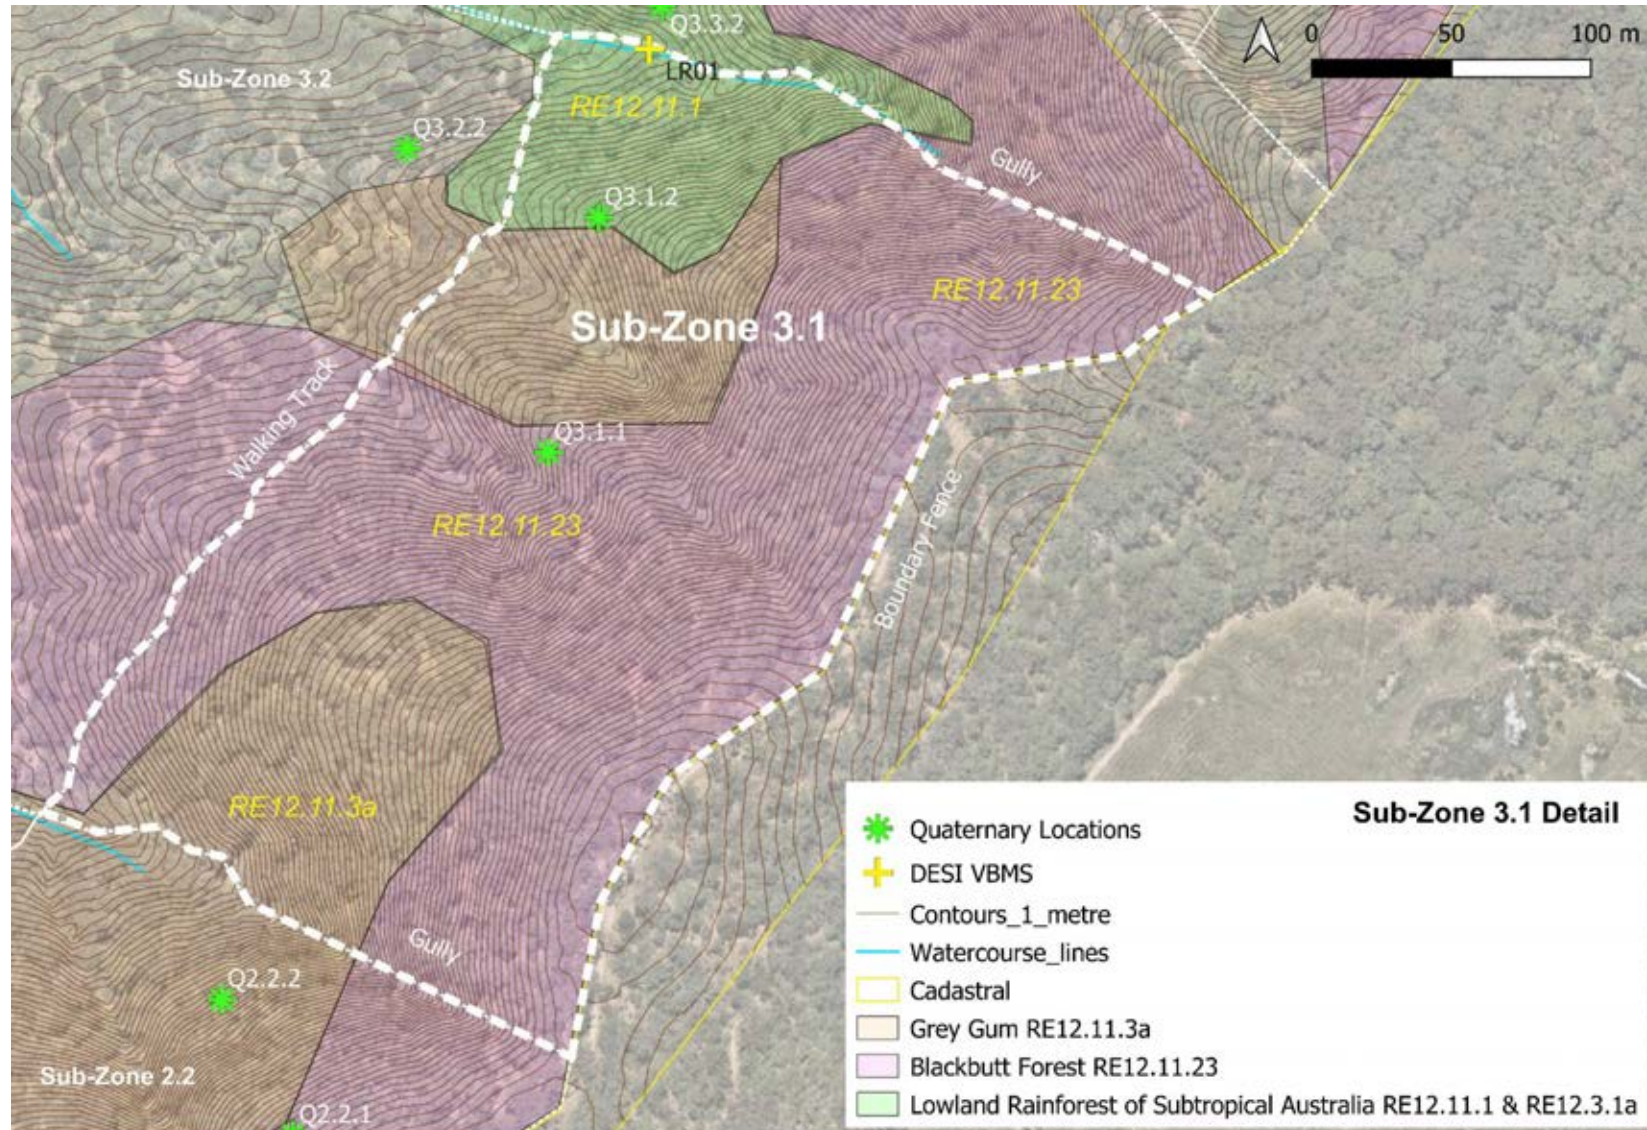 Q3.3.2
0 50 100 m
Sub-Zone 3.2
LR01
RE12.11.1
Q3.2.2
Gully
Q3.1.2
RE12.11.23
Sub-Zone 3.1
Walking Track
Q3.1.1
Boundary Fence
RE12.11.23
RE12.11.3a
Gully
Q2.2.2
Sub-Zone 2.2
Q2.2.1
Sub-Zone 3.1 Detail
Quaternary Locations
DESI VBMS
Contours_1_metre
Watercourse_lines
Cadastral
Grey Gum RE12.11.3a
Blackbutt Forest RE12.11.23
Lowland Rainforest of Subtropical Australia RE12.11.1 & RE12.3.1a